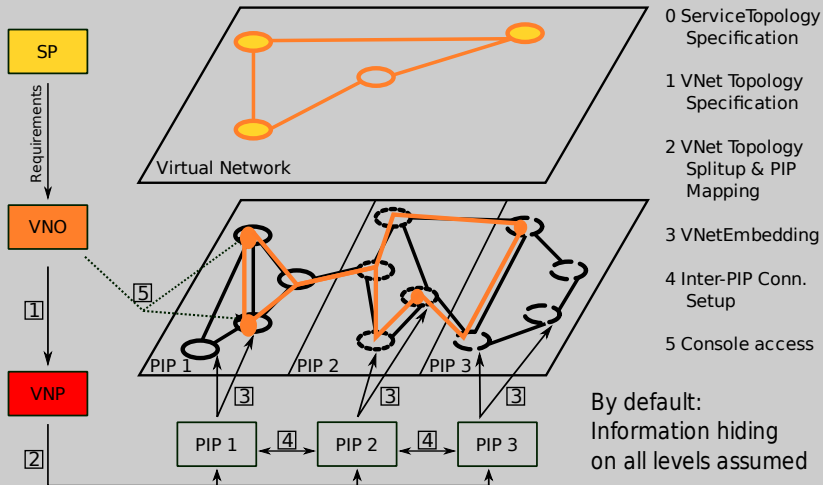 SP
Requirements
VNO
1
VNP
2
5
Virtual Network
PIP 1
PIP 2
PIP 3
3
3
3
PIP 1
4
PIP 2
4
PIP 3
0 ServiceTopology
Specification
1 VNet Topology
Specification
2 VNet Topology
Splitup & PIP
Mapping
3 VNetEmbedding
4 Inter-PIP Conn.
Setup
5 Console access
By default:
Information hiding
on all levels assumed